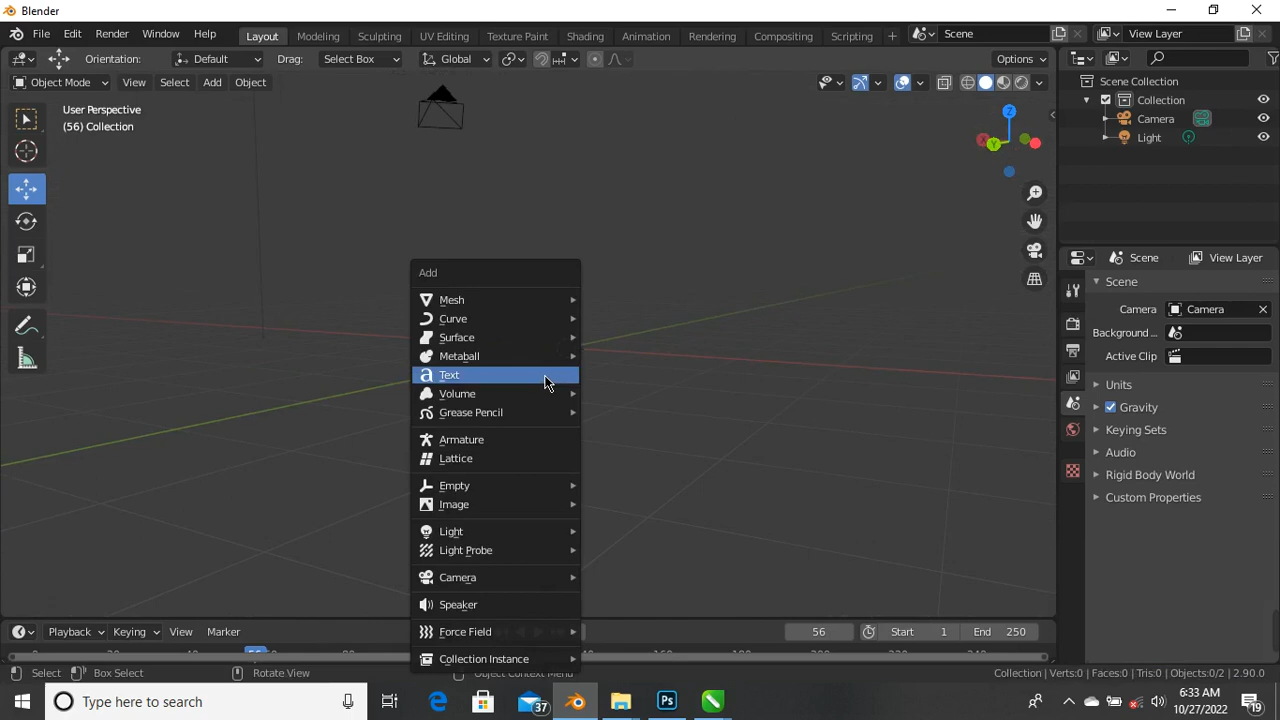 Blender
File Edit Render Window Help Layout Modeling Sculpting UV Editing Texture Paint Shading Animation Rendering Compositing Scripting + Scene View Layer
Orientation: Default Drag: Select Box Global Options
Object Mode View Select Add Object
User Perspective
(56) Collection
Scene Collection
Collection
Camera
Light
Add
Mesh
Curve
Surface
Metaball
Text
Volume
Grease Pencil
Armature
Lattice
Empty
Image
Light
Light Probe
Camera
Speaker
Force Field
Collection Instance
Scene View Layer
Scene
Camera Camera
Background ...
Active Clip
Units
Gravity
Keying Sets
Audio
Rigid Body World
Custom Properties
Playback Keying View Marker 56 Start 1 End 250
56
Select Box Select Rotate View Object Context Menu Collection | Verts:0 | Faces:0 | Tris:0 | Objects:0/2 | 2.90.0
Type here to search
37
Ps
6:33 AM
10/27/2022
19